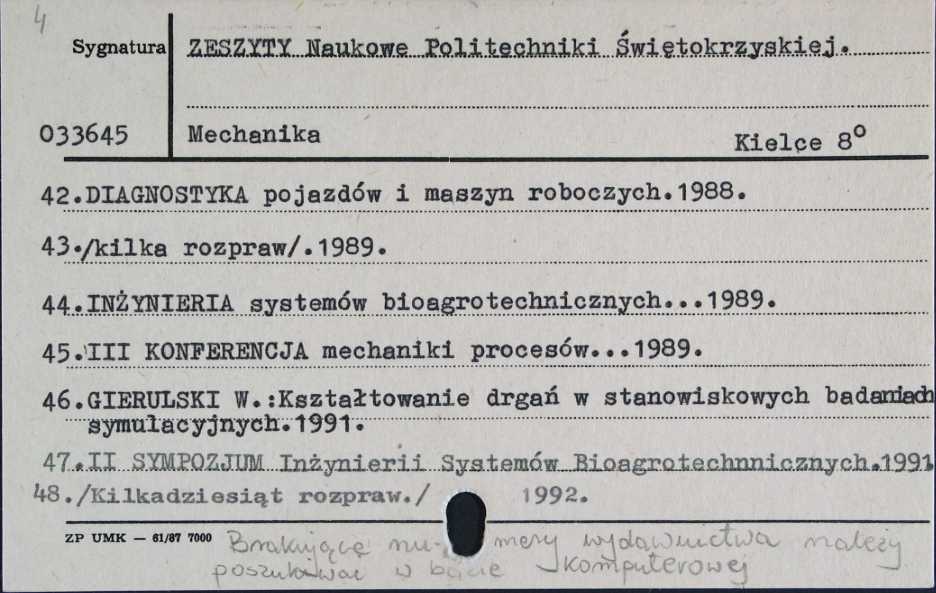 4
Sygnatura ZESZYTY Naukowe Politechniki Świętokrzyskiej.
033645 Mechanika Kielce 8°
42.DIAGNOSTYKA pojazdów i maszyn roboczych.1988.
43./kilka rozpraw/.1989.
44.INŻYNIERIA systemów bioagrotechnicznych...1989.
45.III KONFERENCJA mechaniki procesów...1989.
46.GIERULSKI W.:Kształtowanie drgań w stanowiskowych badaniach
symulacyjnych.1991.
47.II SYMPOZJUM Inżynierii Systemów Bioagrotechnnicznych.1991
48./Kilkadziesiąt rozpraw./ 1992.
ZP UMK — 61/87 7000 Brakujące nu- mery wydawnictwa należy
poszukiwać w bazie komputerowej